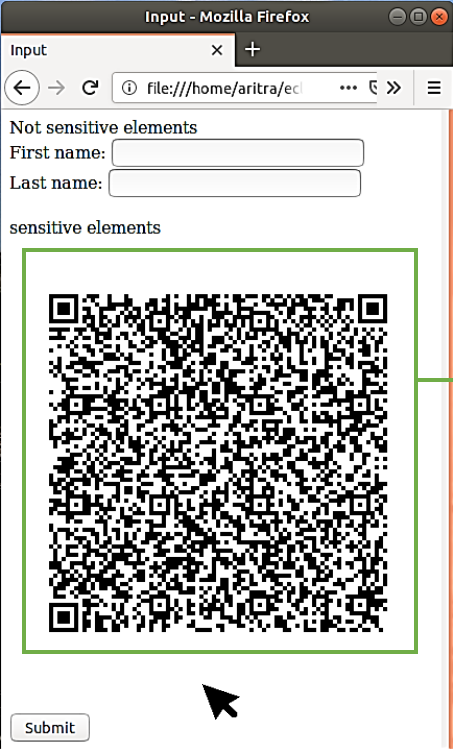 Input - Mozilla Firefox
Input
file:///home/aritra/ec
Not sensitive elements
First name:
Last name:
sensitive elements
Submit